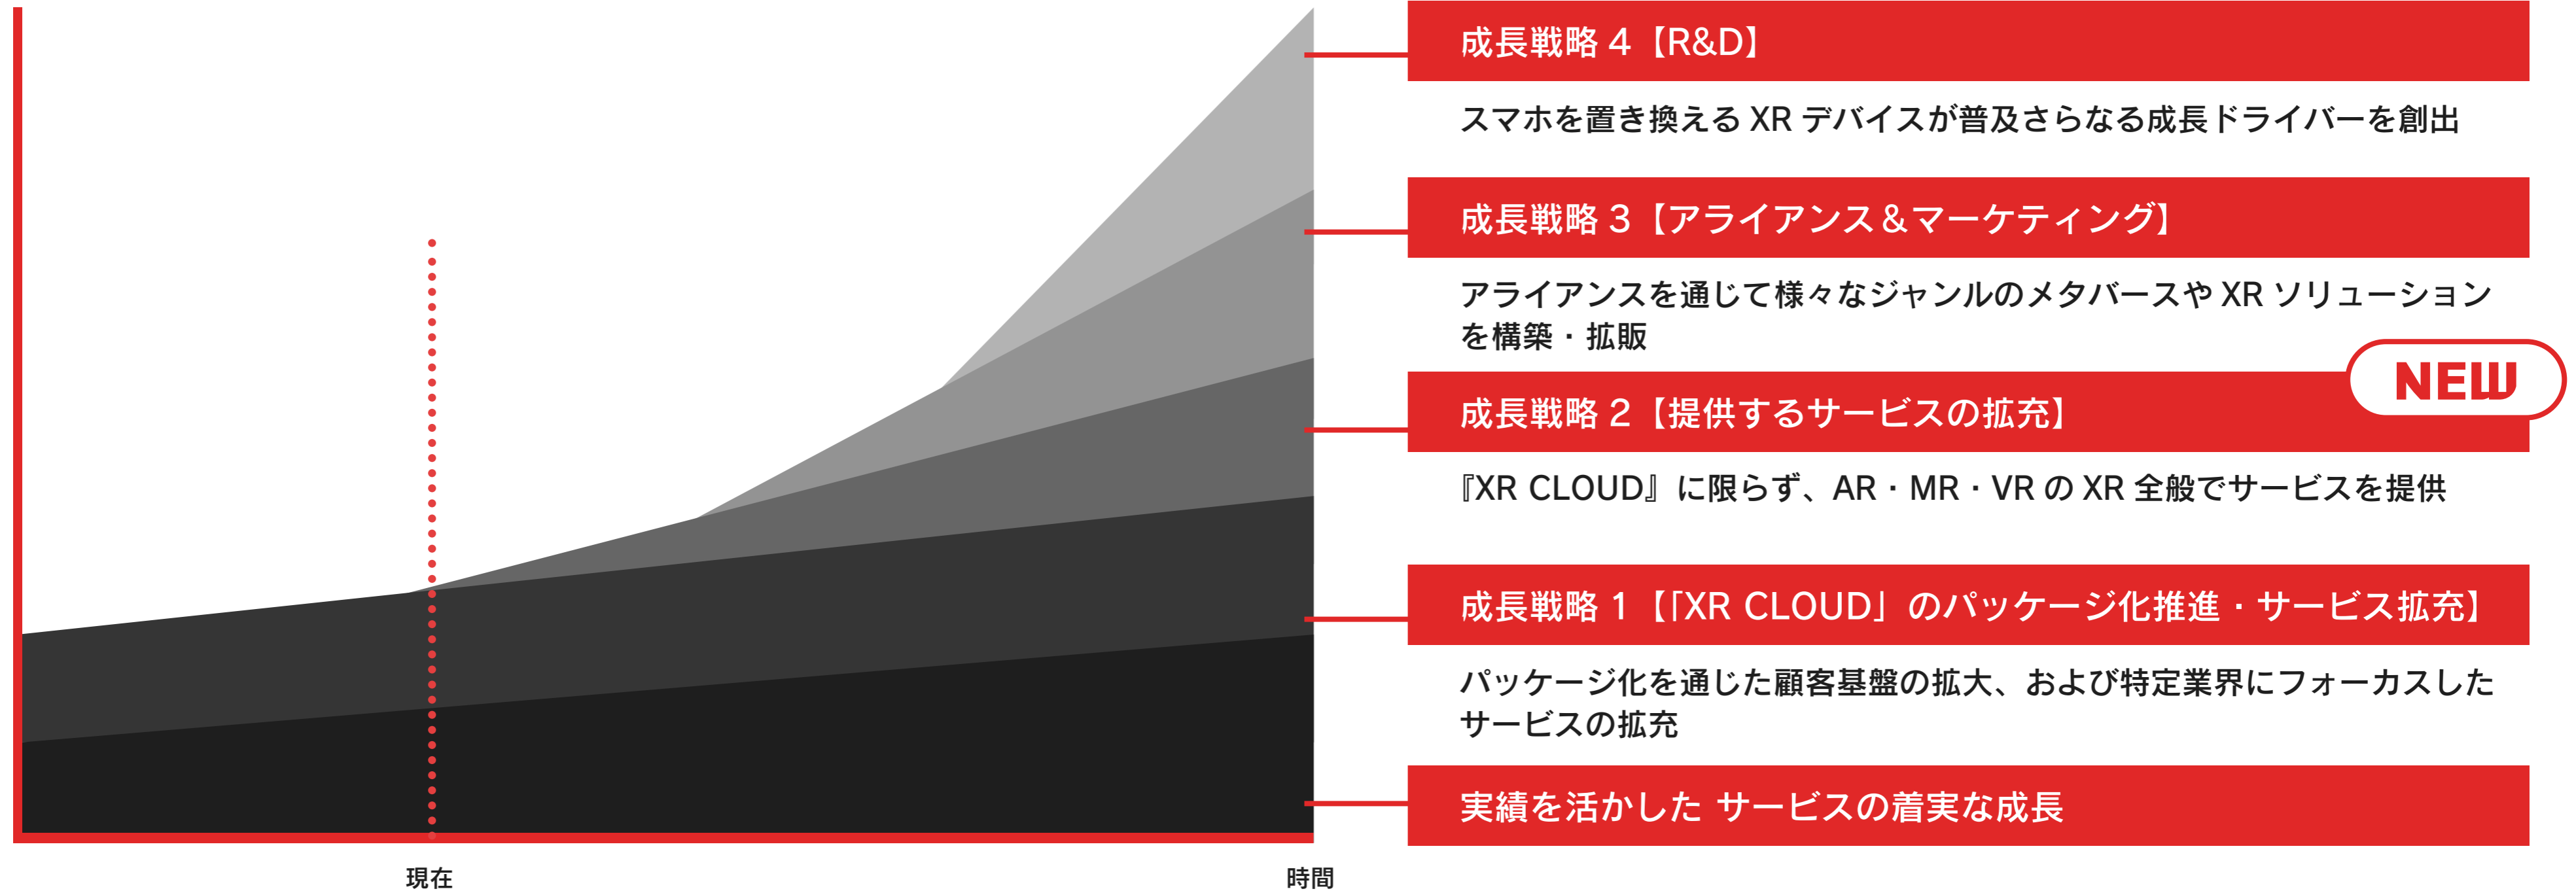 成長戦略 4【R&D】
スマホを置き換える XR デバイスが普及さらなる成長ドライバーを創出
成長戦略 3【アライアンス＆マーケティング】
アライアンスを通じて様々なジャンルのメタバースや XR ソリューション
を構築・拡販
NEW
成長戦略 2【提供するサービスの拡充】
『XR CLOUD』に限らず、AR・MR・VR の XR 全般でサービスを提供
成長戦略 1【「XR CLOUD」のパッケージ化推進・サービス拡充】
パッケージ化を通じた顧客基盤の拡大、および特定業界にフォーカスした
サービスの拡充
実績を活かした サービスの着実な成長
現在
時間